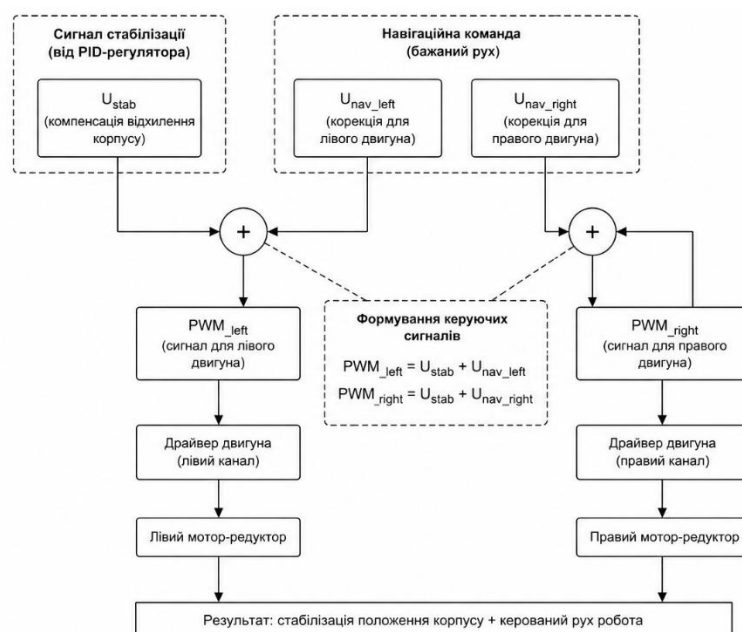 Сигнал стабілізації
(від PID-регулятора)
Навігаційна команда
(бажаний рух)
U_stab
(компенсація відхилення
корпусу)
U_nav_left
(корекція для
лівого двигуна)
U_nav_right
(корекція для
правого двигуна)
+
+
PWM_left
(сигнал для лівого
двигуна)
Формування керуючих
сигналів
PWM_left = U_stab + U_nav_left
PWM_right = U_stab + U_nav_right
PWM_right
(сигнал для правого
двигуна)
Драйвер двигуна
(лівий канал)
Драйвер двигуна
(правий канал)
Лівий мотор-редуктор
Правий мотор-редуктор
Результат: стабілізація положення корпусу + керований рух робота